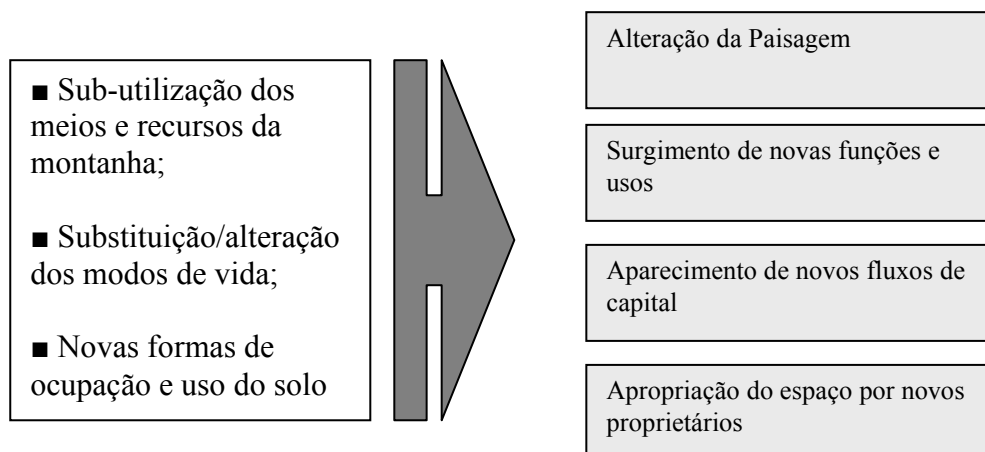 ■ Sub-utilização dos
meios e recursos da
montanha;
■ Substituição/alteração
dos modos de vida;
■ Novas formas de
ocupação e uso do solo
Alteração da Paisagem
Surgimento de novas funções e
usos
Aparecimento de novos fluxos de
capital
Apropriação do espaço por novos
proprietários